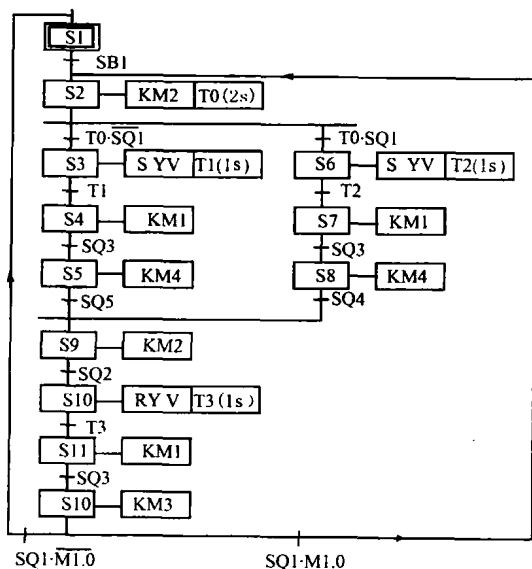 S1
SB1
S2 KM2 T0(2s)
T0·S̅Q̅1̅ T0·SQ1
S3 S YV T1(1s) S6 S YV T2(1s)
T1 T2
S4 KM1 S7 KM1
SQ3 SQ3
S5 KM4 S8 KM4
SQ5 SQ4
S9 KM2
SQ2
S10 RY V T3(1s)
T3
S11 KM1
SQ3
S10 KM3
SQ1·M̅1̅.̅0̅ SQ1·M1.0